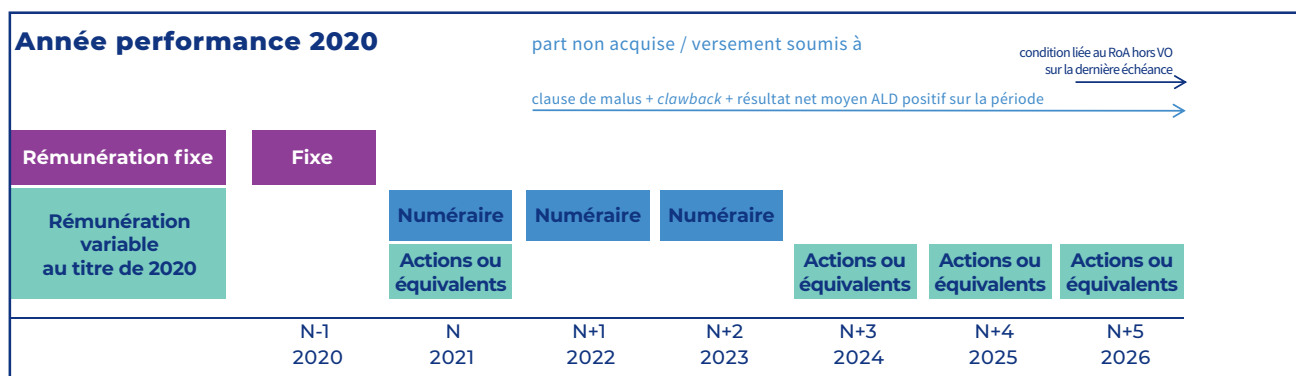 Année performance 2020
part non acquise / versement soumis à
condition liée au RoA hors VO
sur la dernière échéance
clause de malus + clawback + résultat net moyen ALD positif sur la période
Rémunération fixe
Fixe
Rémunération
variable
au titre de 2020
Numéraire
Numéraire
Numéraire
Actions ou
équivalents
Actions ou
équivalents
Actions ou
équivalents
Actions ou
équivalents
N-1
2020
N
2021
N+1
2022
N+2
2023
N+3
2024
N+4
2025
N+5
2026